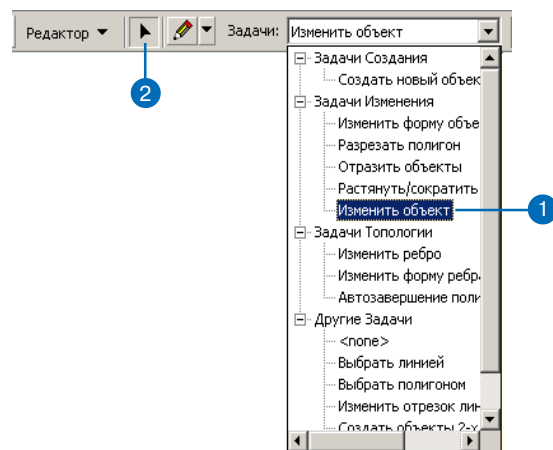 Редактор Задачи: Изменить объект
2
Задачи Создания
Создать новый объек
Задачи Изменения
Изменить форму объе
Разрезать полигон
Отразить объекты
Растянуть/сократить
Изменить объект 1
Задачи Топологии
Изменить ребро
Изменить форму ребра
Автозавершение поли
Другие Задачи
<none>
Выбрать линией
Выбрать полигоном
Изменить отрезок лин
Создать объекты 2-х